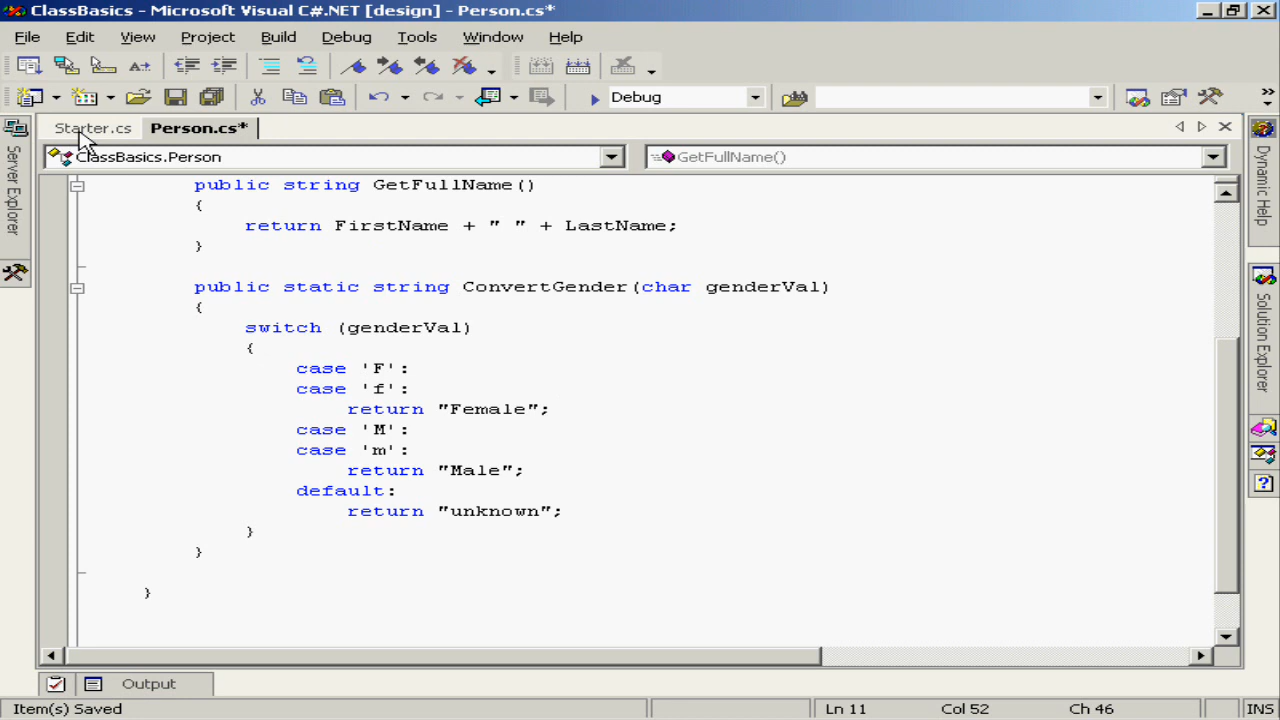 ClassBasics - Microsoft Visual C#.NET [design] - Person.cs*
File Edit View Project Build Debug Tools Window Help
Debug
Starter.cs Person.cs*
ClassBasics.Person GetFullName()
Server Explorer
Dynamic Help
Solution Explorer
public string GetFullName()
{
return FirstName + " " + LastName;
}
public static string ConvertGender(char genderVal)
{
switch (genderVal)
{
case 'F':
case 'f':
return "Female";
case 'M':
case 'm':
return "Male";
default:
return "unknown";
}
}
}
Output
Item(s) Saved Ln 11 Col 52 Ch 46 INS